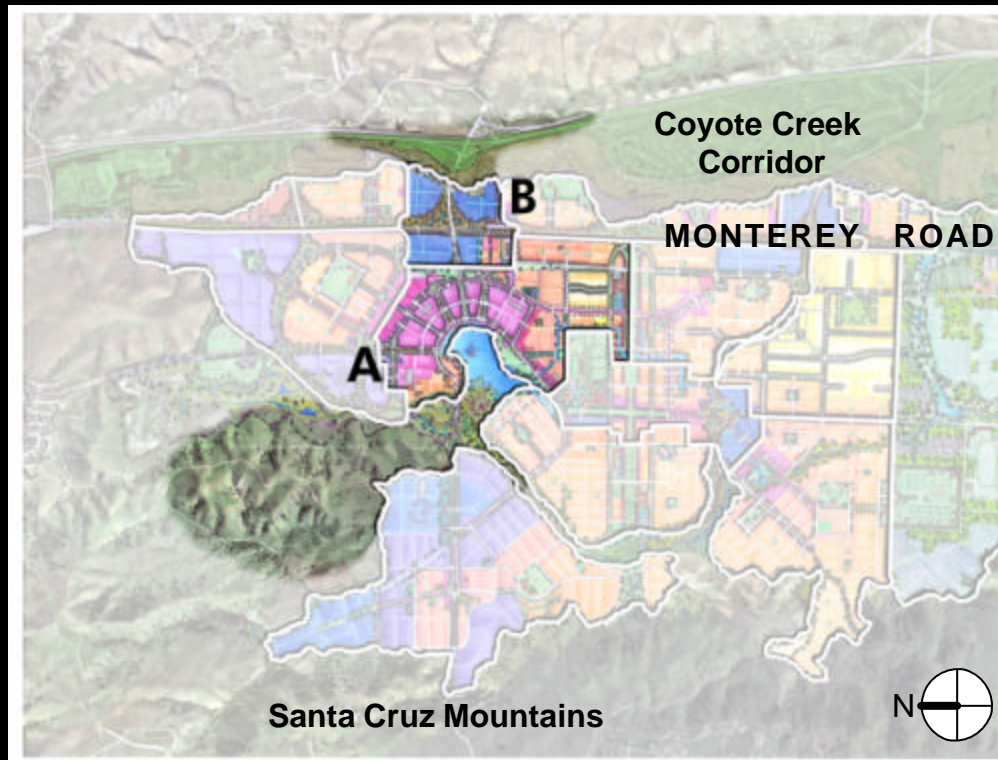 Coyote Creek
Corridor
B
MONTEREY ROAD
A
Santa Cruz Mountains
N